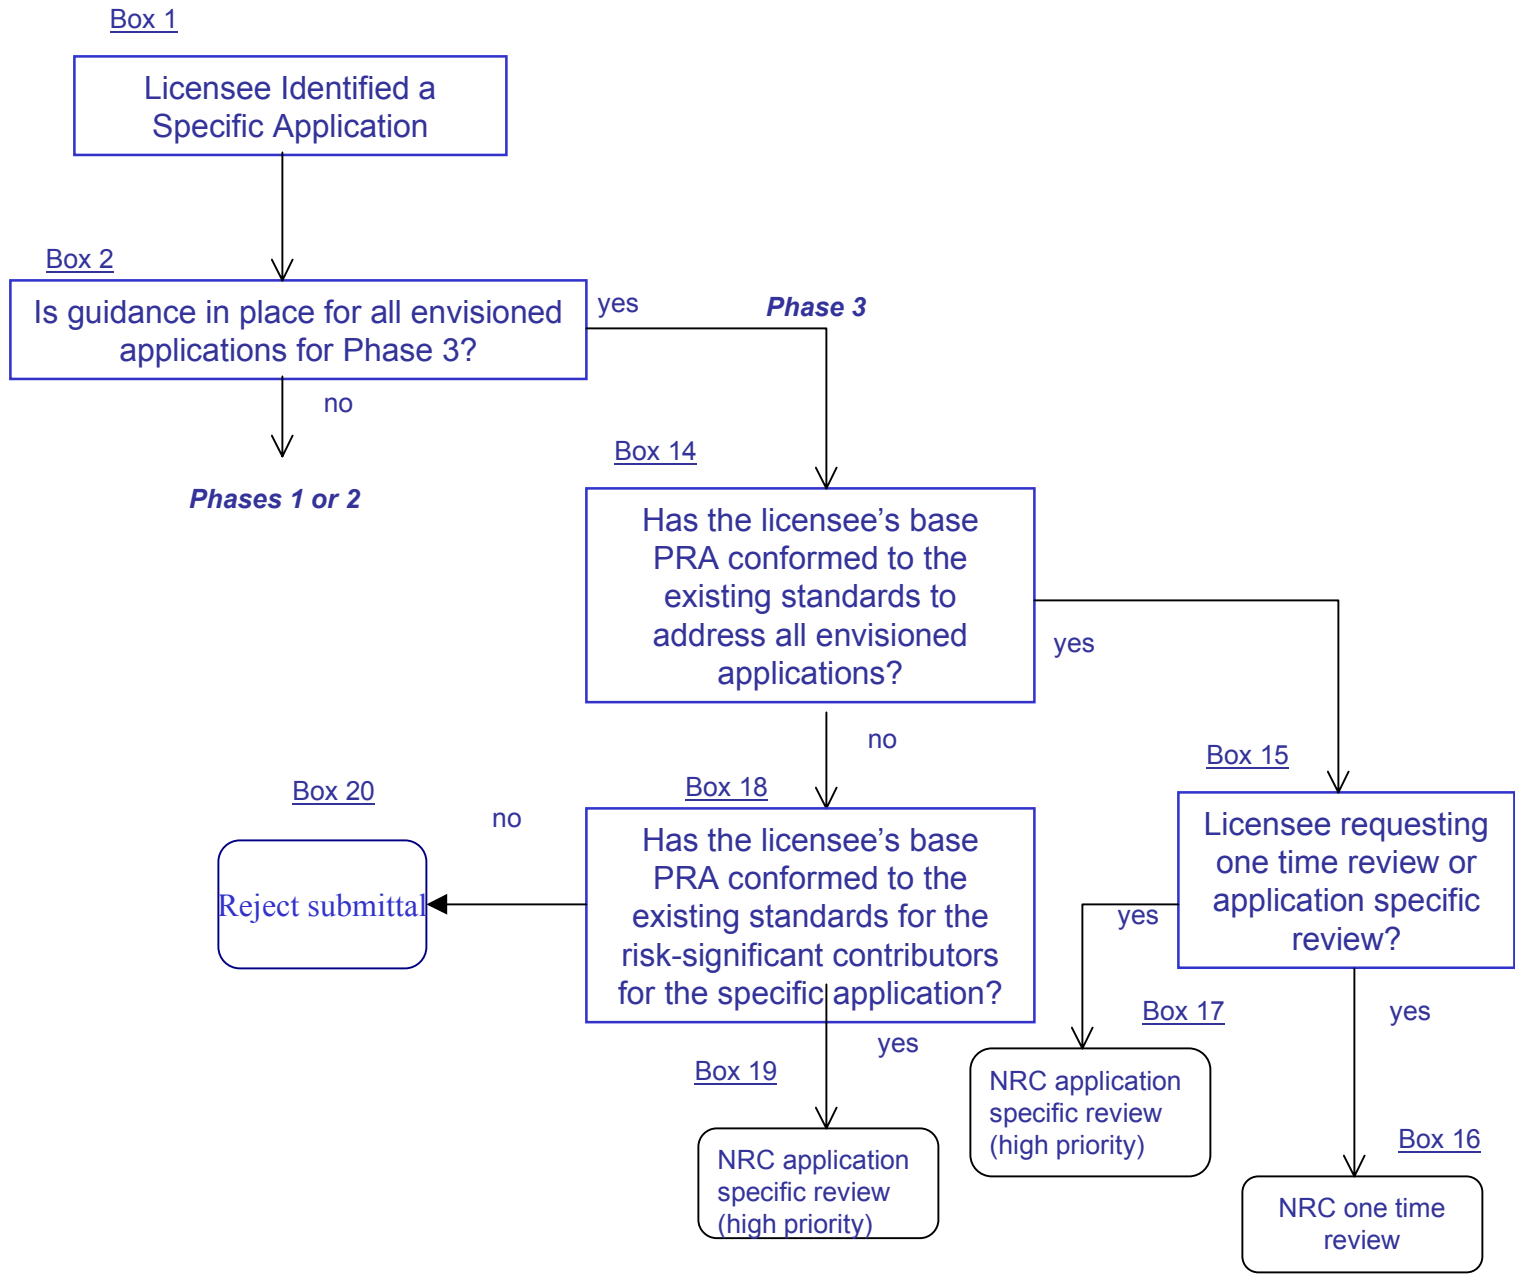 Box 1
Licensee Identified a
Specific Application
Box 2
Is guidance in place for all envisioned
applications for Phase 3?
yes
Phase 3
no
Phases 1 or 2
Box 14
Has the licensee’s base
PRA conformed to the
existing standards to
address all envisioned
applications?
yes
no
Box 15
Licensee requesting
one time review or
application specific
review?
Box 18
Has the licensee’s base
PRA conformed to the
existing standards for the
risk-significant contributors
for the specific application?
no
Box 20
Reject submittal
yes
Box 19
NRC application
specific review
(high priority)
yes
Box 17
NRC application
specific review
(high priority)
yes
Box 16
NRC one time
review